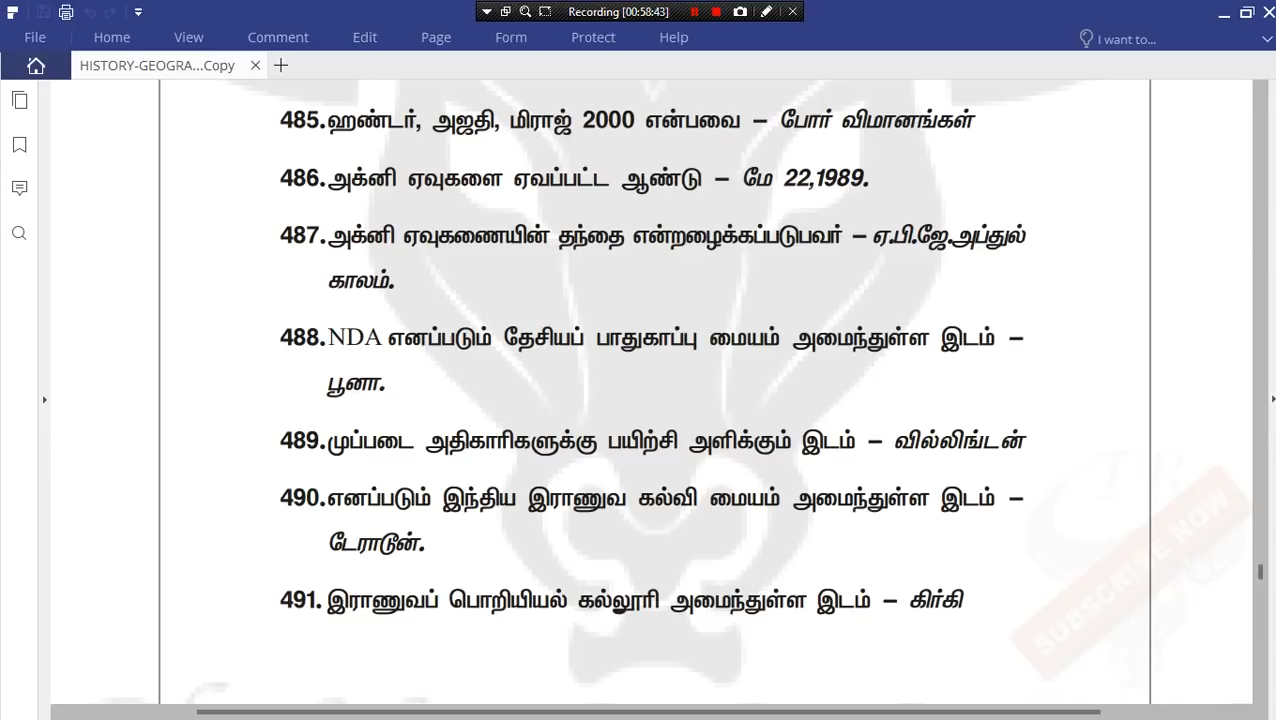 Recording [00:58:43]
File Home View Comment Edit Page Form Protect Help I want to...
HISTORY-GEOGRA...Copy
485. ஹண்டர், அஜதி, மிராஜ் 2000 என்பவை – போர் விமானங்கள்
486. அக்னி ஏவுகளை ஏவப்பட்ட ஆண்டு – மே 22,1989.
487. அக்னி ஏவுகணையின் தந்தை என்றழைக்கப்படுபவர் – ஏ.பி.ஜே.அப்துல்
காலம்.
488. NDA எனப்படும் தேசியப் பாதுகாப்பு மையம் அமைந்துள்ள இடம் –
பூனா.
489. முப்படை அதிகாரிகளுக்கு பயிற்சி அளிக்கும் இடம் – வில்லிங்டன்
490. எனப்படும் இந்திய இராணுவ கல்வி மையம் அமைந்துள்ள இடம் –
டேராடூன்.
491. இராணுவப் பொறியியல் கல்லூரி அமைந்துள்ள இடம் – கிர்கி
SUBSCRIBE NOW